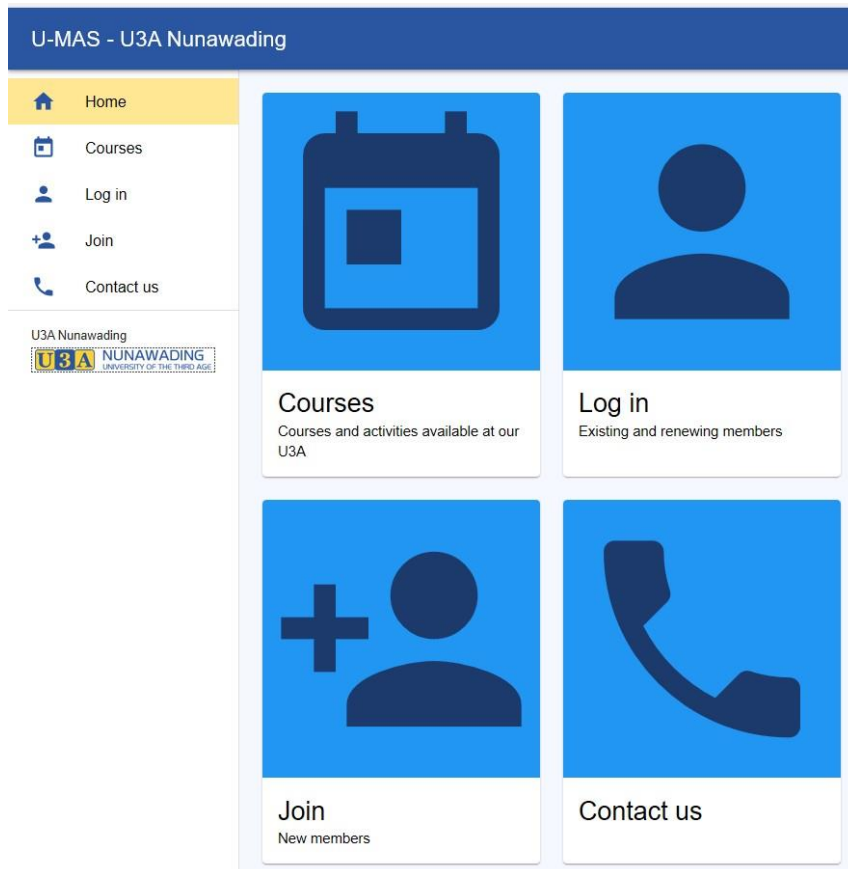 U-MAS - U3A Nunawading
Home
Courses
Log in
Join
Contact us
U3A Nunawading
U3A NUNAWADING
UNIVERSITY OF THE THIRD AGE
Courses
Courses and activities available at our
U3A
Log in
Existing and renewing members
Join
New members
Contact us